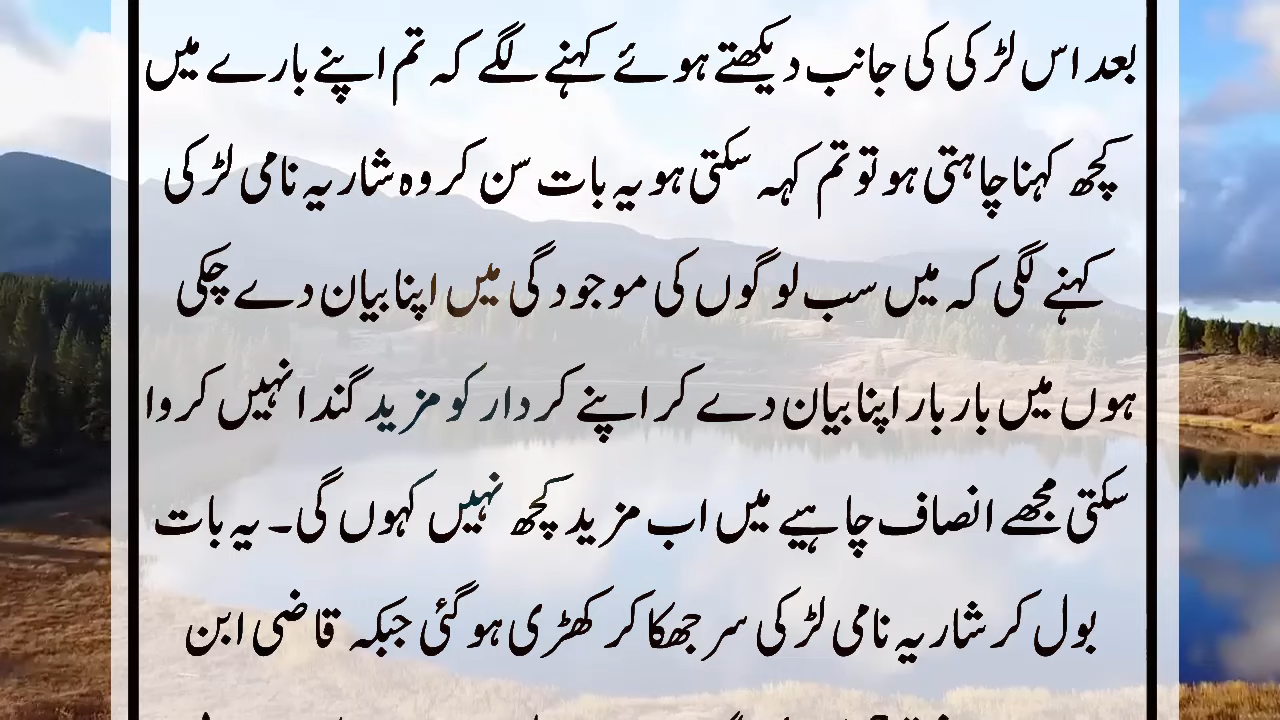 بعد اس لڑکی کی جانب دیکھتے ہوئے کہنے لگے کہ تم اپنے بارے میں
کچھ کہنا چاہتی ہو تو تم کہہ سکتی ہو یہ بات سن کر وہ شاریہ نامی لڑکی
کہنے لگی کہ میں سب لوگوں کی موجودگی میں اپنا بیان دے چکی
ہوں میں بار بار اپنا بیان دے کر اپنے کردار کو مزید گندا نہیں کروا
سکتی مجھے انصاف چاہیے میں اب مزید کچھ نہیں کہوں گی۔ یہ بات
بول کر شاریہ نامی لڑکی سر جھکا کر کھڑی ہو گئی جبکہ قاضی ابن